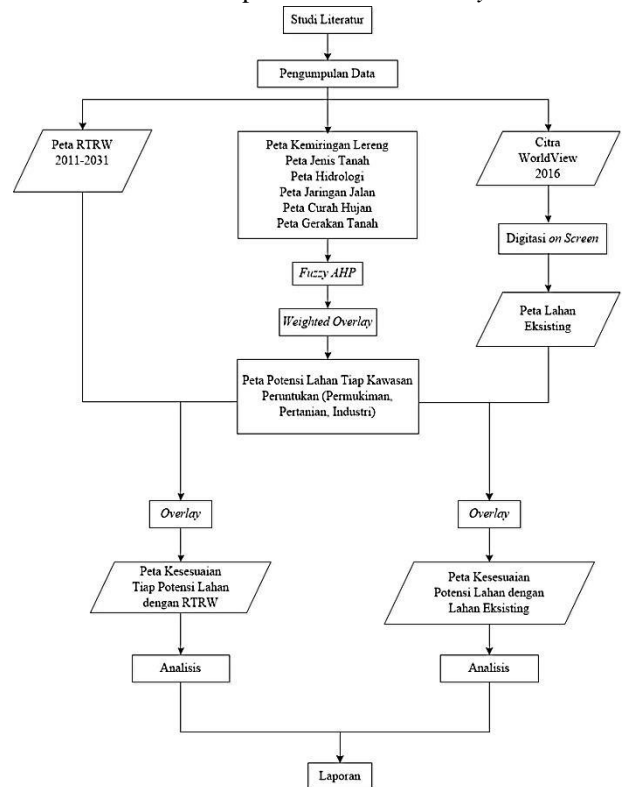 Studi Literatur
Pengumpulan Data
Peta RTRW
2011-2031
Peta Kemiringan Lereng
Peta Jenis Tanah
Peta Hidrologi
Peta Jaringan Jalan
Peta Curah Hujan
Peta Gerakan Tanah
Citra
WorldView
2016
Fuzzy AHP
Digitasi on Screen
Weighted Overlay
Peta Lahan
Eksisting
Peta Potensi Lahan Tiap Kawasan
Peruntukan (Permukiman,
Pertanian, Industri)
Overlay
Overlay
Peta Kesesuaian
Tiap Potensi Lahan
dengan RTRW
Peta Kesesuaian
Potensi Lahan dengan
Lahan Eksisting
Analisis
Analisis
Laporan